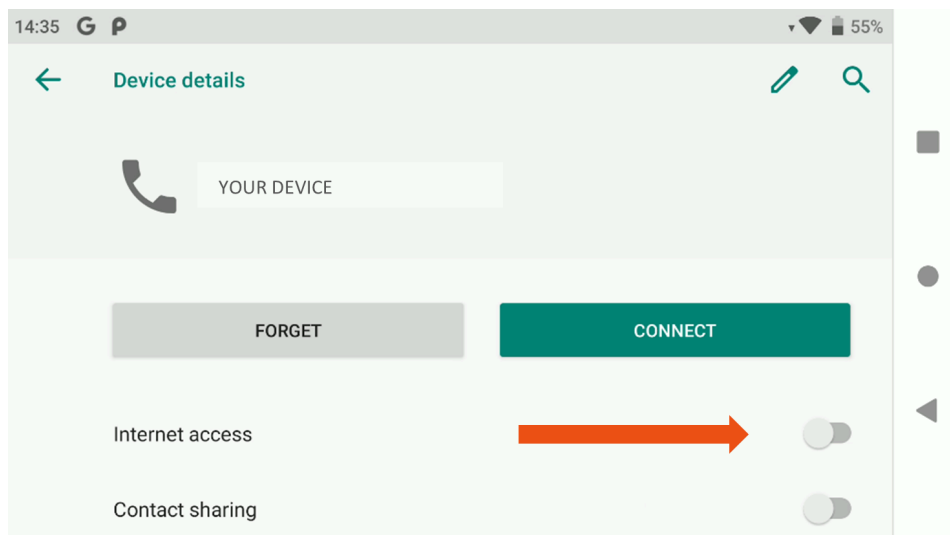 14:35 G P 55%
Device details
YOUR DEVICE
FORGET CONNECT
Internet access
Contact sharing